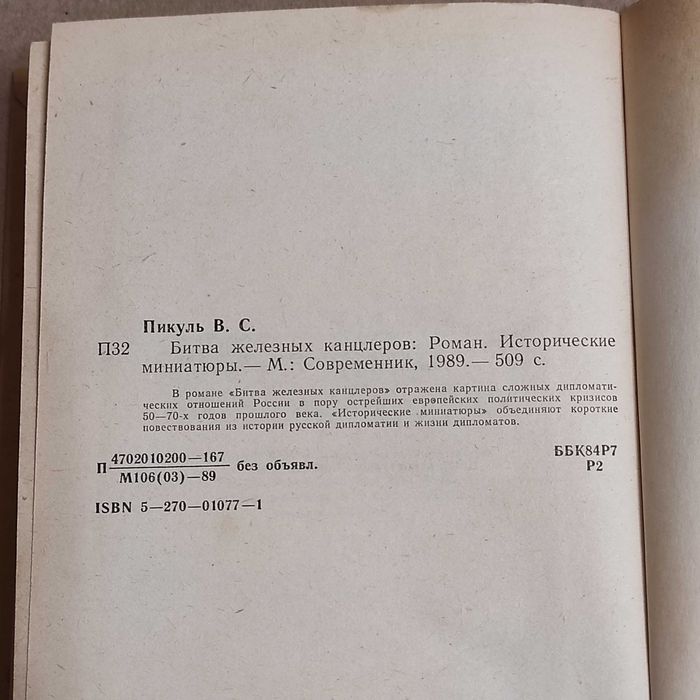 Пикуль В. С.
П32 Битва железных канцлеров: Роман. Исторические
миниатюры.— М.: Современник, 1989.— 509 с.
В романе «Битва железных канцлеров» отражена картина сложных дипломати-
ческих отношений России в пору острейших европейских политических кризисов
50—70-х годов прошлого века. «Исторические миниатюры» объединяют короткие
повествования из истории русской дипломатии и жизни дипломатов.
П 4702010200—167 без объявл.
М106(03)—89
ББК84Р7
Р2
ISBN 5—270—01077—1